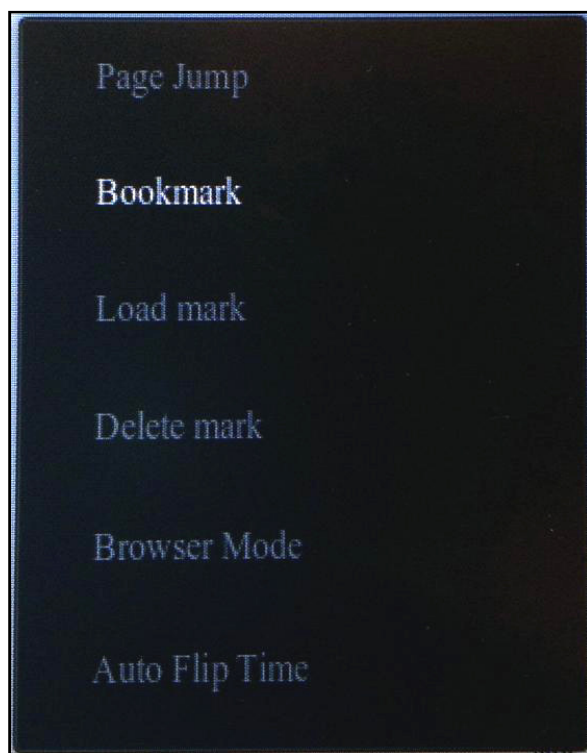 Page Jump
Bookmark
Load mark
Delete mark
Browser Mode
Auto Flip Time